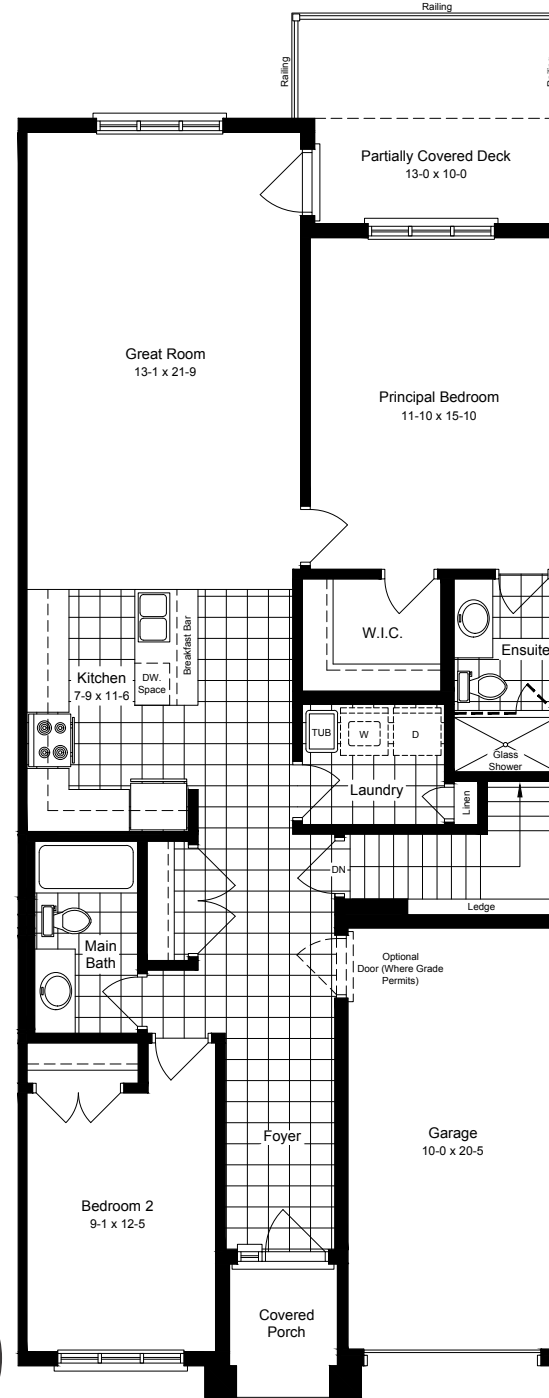 Railing
Railing
Partially Covered Deck
13-0 x 10-0
Great Room
13-1 x 21-9
Principal Bedroom
11-10 x 15-10
W.I.C.
Ensuite
Breakfast Bar
Kitchen
7-9 x 11-6
DW.
Space
TUB
W
D
Glass
Shower
Laundry
Linen
DN
Ledge
Main
Bath
Optional
Door (Where Grade
Permits)
Foyer
Garage
10-0 x 20-5
Bedroom 2
9-1 x 12-5
Covered
Porch